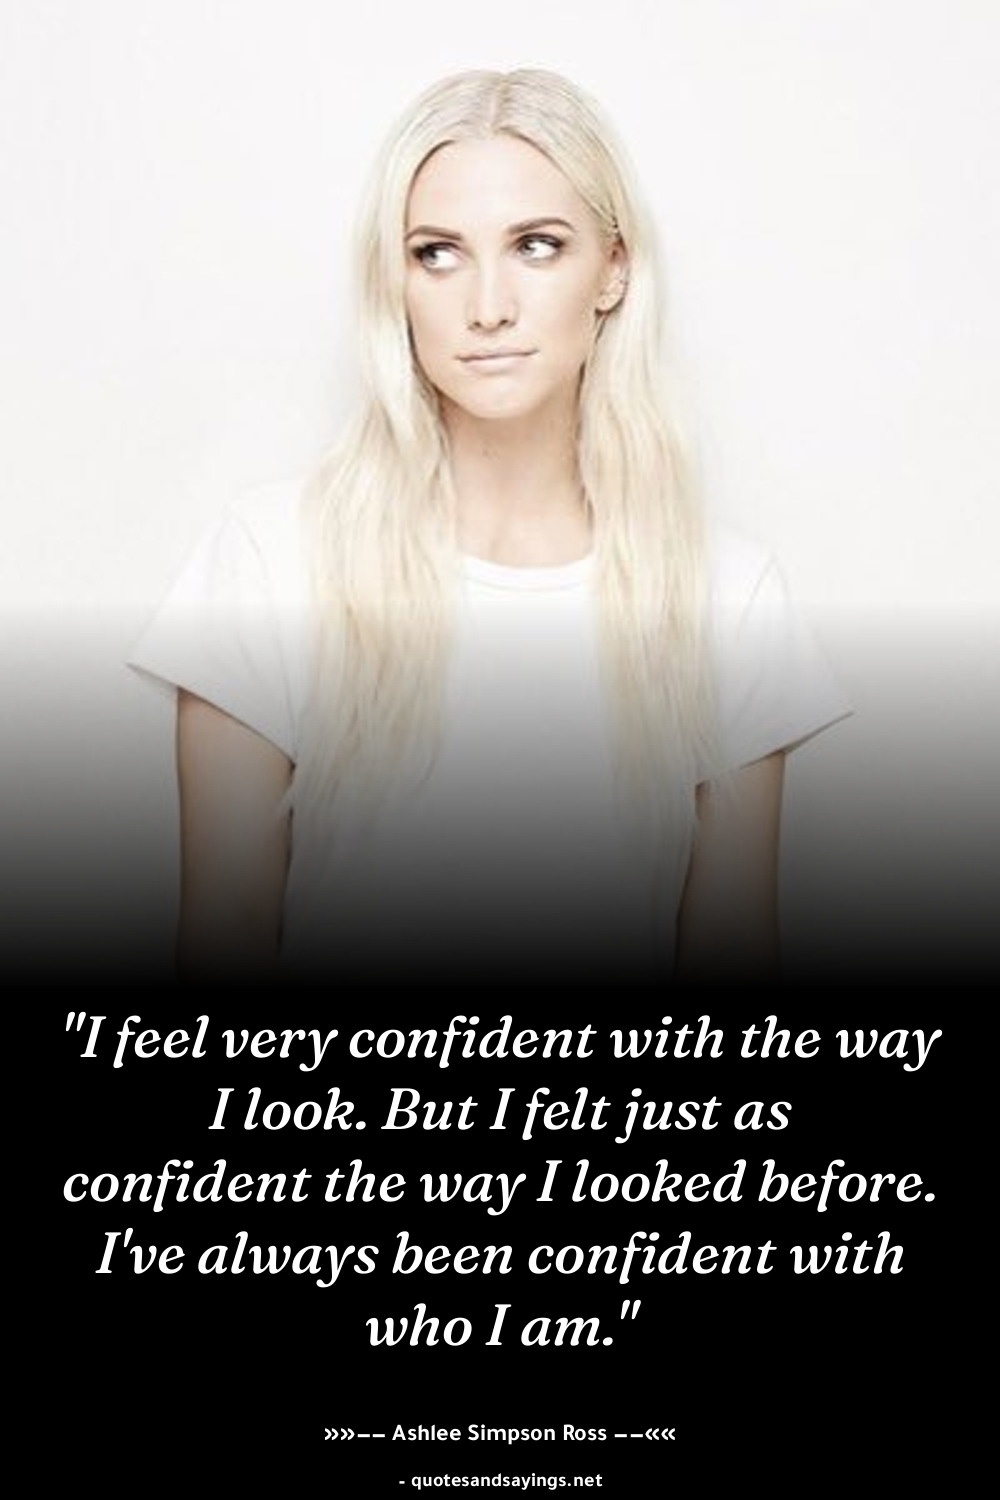 "I feel very confident with the way
I look. But I felt just as
confident the way I looked before.
I've always been confident with
who I am."
»»–– Ashlee Simpson Ross ––««
- quotesandsayings.net